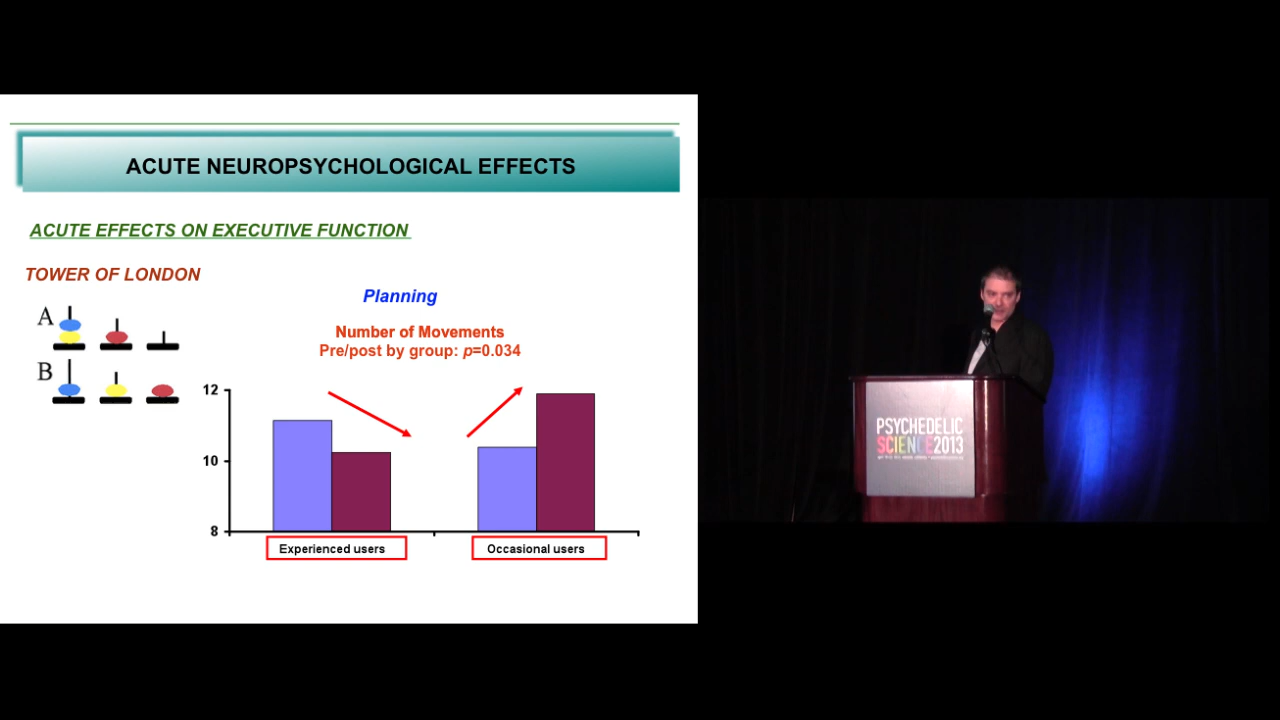 ACUTE NEUROPSYCHOLOGICAL EFFECTS
ACUTE EFFECTS ON EXECUTIVE FUNCTION
TOWER OF LONDON
A
B
Planning
Number of Movements
Pre/post by group: p=0.034
12
10
8
Experienced users
Occasional users
PSYCHEDELIC
SCIENCE2013